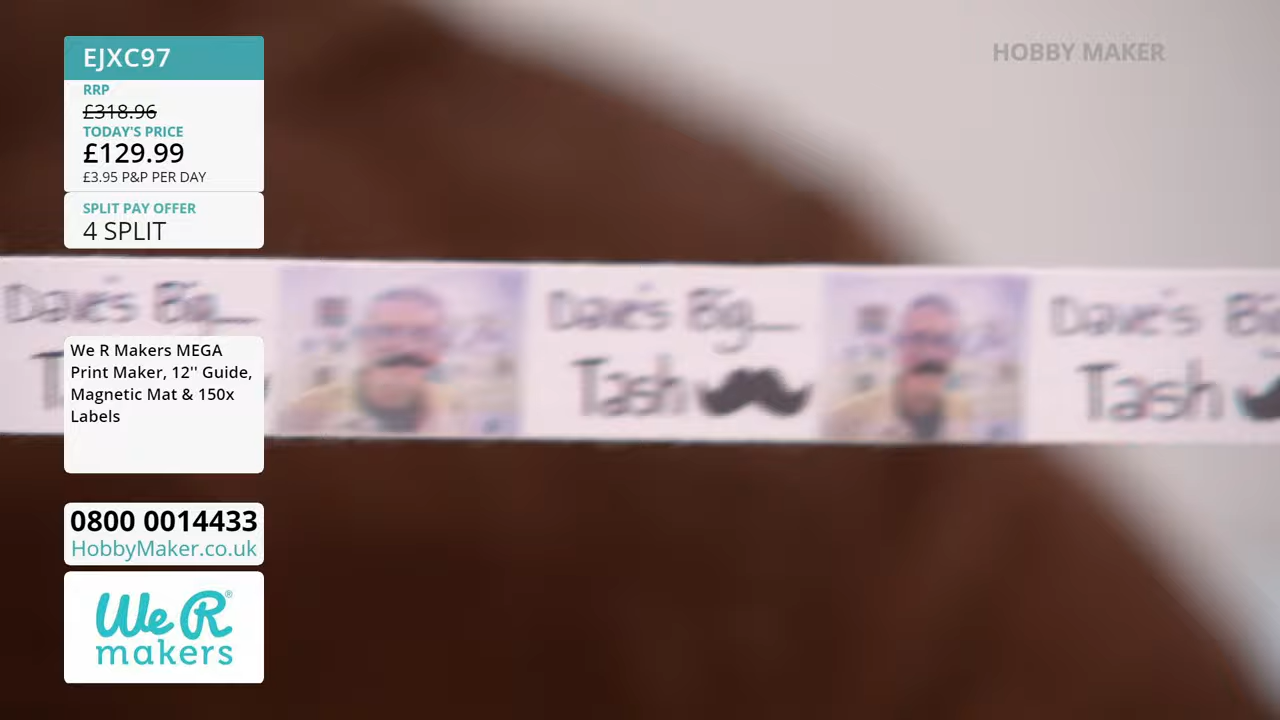 EJXC97
RRP
£318.96
TODAY'S PRICE
£129.99
£3.95 P&P PER DAY
SPLIT PAY OFFER
4 SPLIT
HOBBY MAKER
Dave's Big
Dave's Big
Tash
Dave's
Tash
We R Makers MEGA
Print Maker, 12'' Guide,
Magnetic Mat & 150x
Labels
0800 0014433
HobbyMaker.co.uk
We R®
makers